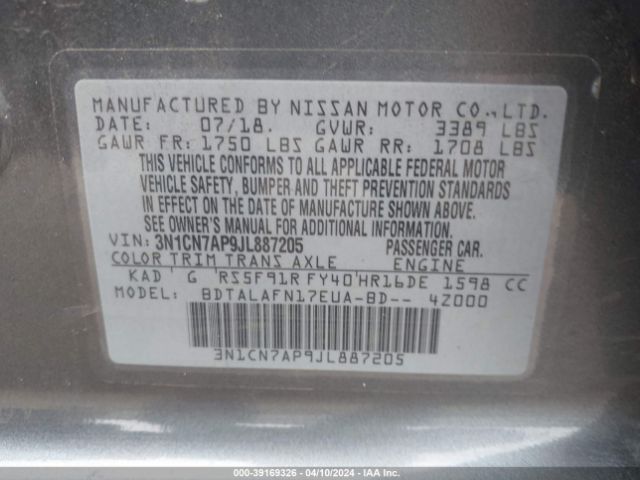 MANUFACTURED BY NISSAN MOTOR CO., LTD.
DATE: 07/18. GVWR: 3389 LBS
GAWR FR: 1750 LBS GAWR RR: 1708 LBS
THIS VEHICLE CONFORMS TO ALL APPLICABLE FEDERAL MOTOR
VEHICLE SAFETY, BUMPER AND THEFT PREVENTION STANDARDS
IN EFFECT ON THE DATE OF MANUFACTURE SHOWN ABOVE.
SEE OWNER'S MANUAL FOR ADDITIONAL INFORMATION.
VIN: 3N1CN7AP9JL887205 PASSENGER CAR.
COLOR TRIM TRANS AXLE ENGINE
KAD G RS5F91R FY40 HR16DE 1598 CC
MODEL BDTALAFN17EUA-BD-- 4Z000
3N1CN7AP9JL887205
000-39169326 - 04/10/2024 - IAA Inc.